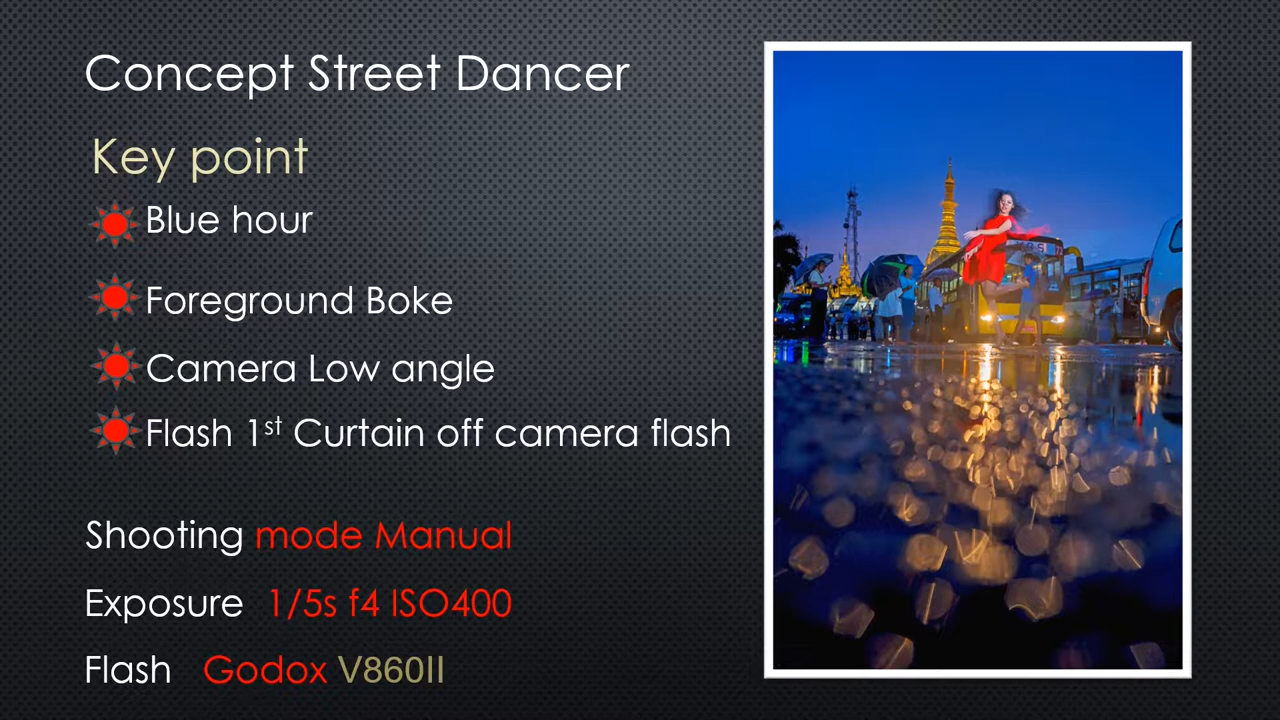 Concept Street Dancer
Key point
Blue hour
Foreground Boke
Camera Low angle
Flash 1st Curtain off camera flash
Shooting mode Manual
Exposure 1/5s f4 ISO400
Flash Godox V860II